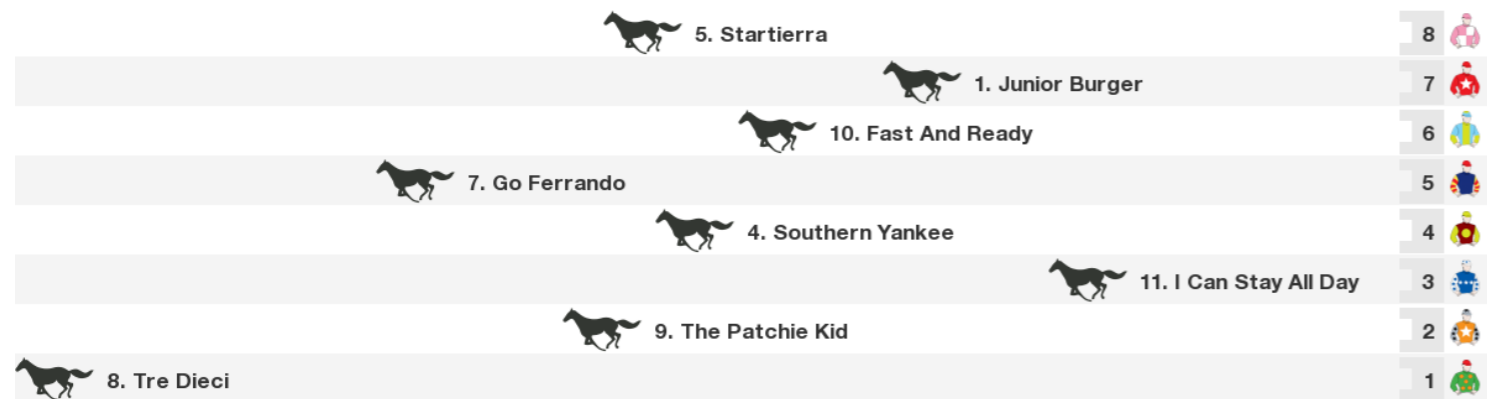 5. Startierra 8
1. Junior Burger 7
10. Fast And Ready 6
7. Go Ferrando 5
4. Southern Yankee 4
11. I Can Stay All Day 3
9. The Patchie Kid 2
8. Tre Dieci 1